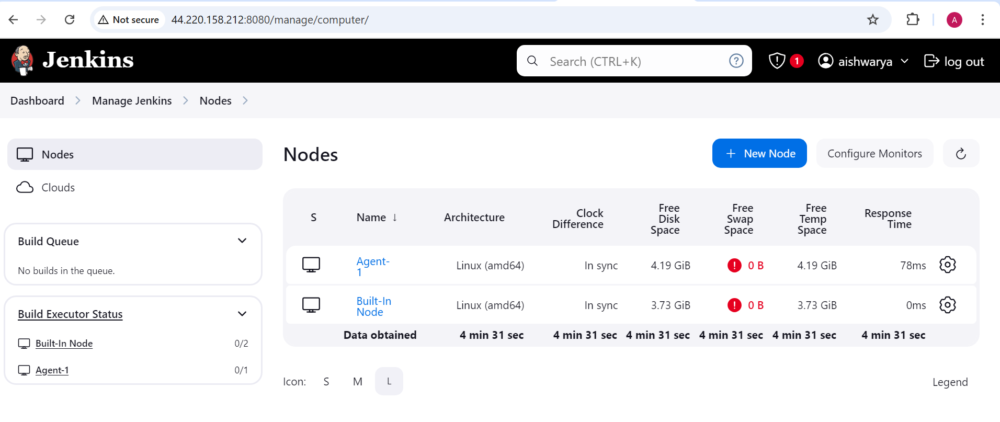 Not secure 44.220.158.212:8080/manage/computer/ A
Jenkins Search (CTRL+K) ? ! 1 aishwarya log out
Dashboard Manage Jenkins Nodes
Nodes
Clouds
Build Queue
No builds in the queue.
Build Executor Status
Built-In Node 0/2
Agent-1 0/1
Nodes + New Node Configure Monitors
S Name ↓ Architecture Clock Difference Free Disk Space Free Swap Space Free Temp Space Response Time
Agent-1 Linux (amd64) In sync 4.19 GiB ! 0 B 4.19 GiB 78ms
Built-In Node Linux (amd64) In sync 3.73 GiB ! 0 B 3.73 GiB 0ms
Data obtained 4 min 31 sec 4 min 31 sec 4 min 31 sec 4 min 31 sec 4 min 31 sec 4 min 31 sec
Icon: S M L Legend